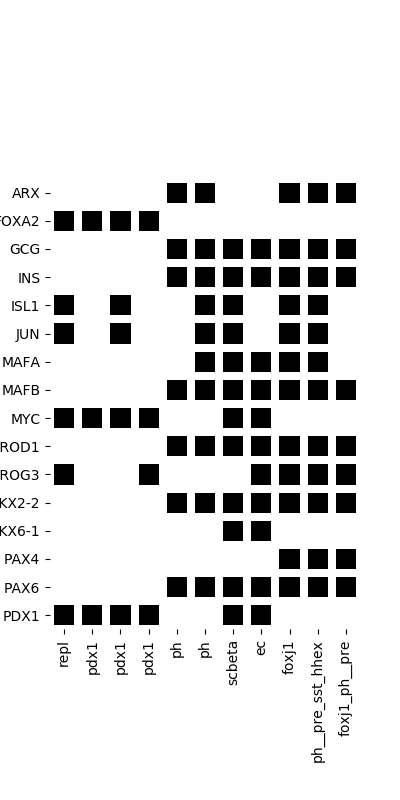 ARX
FOXA2
GCG
INS
ISL1
JUN
MAFA
MAFB
MYC
ROD1
ROG3
KX2-2
KX6-1
PAX4
PAX6
PDX1
repl
pdx1
pdx1
pdx1
ph
ph
scbeta
ec
foxj1
ph__pre_sst_hhex
foxj1_ph__pre